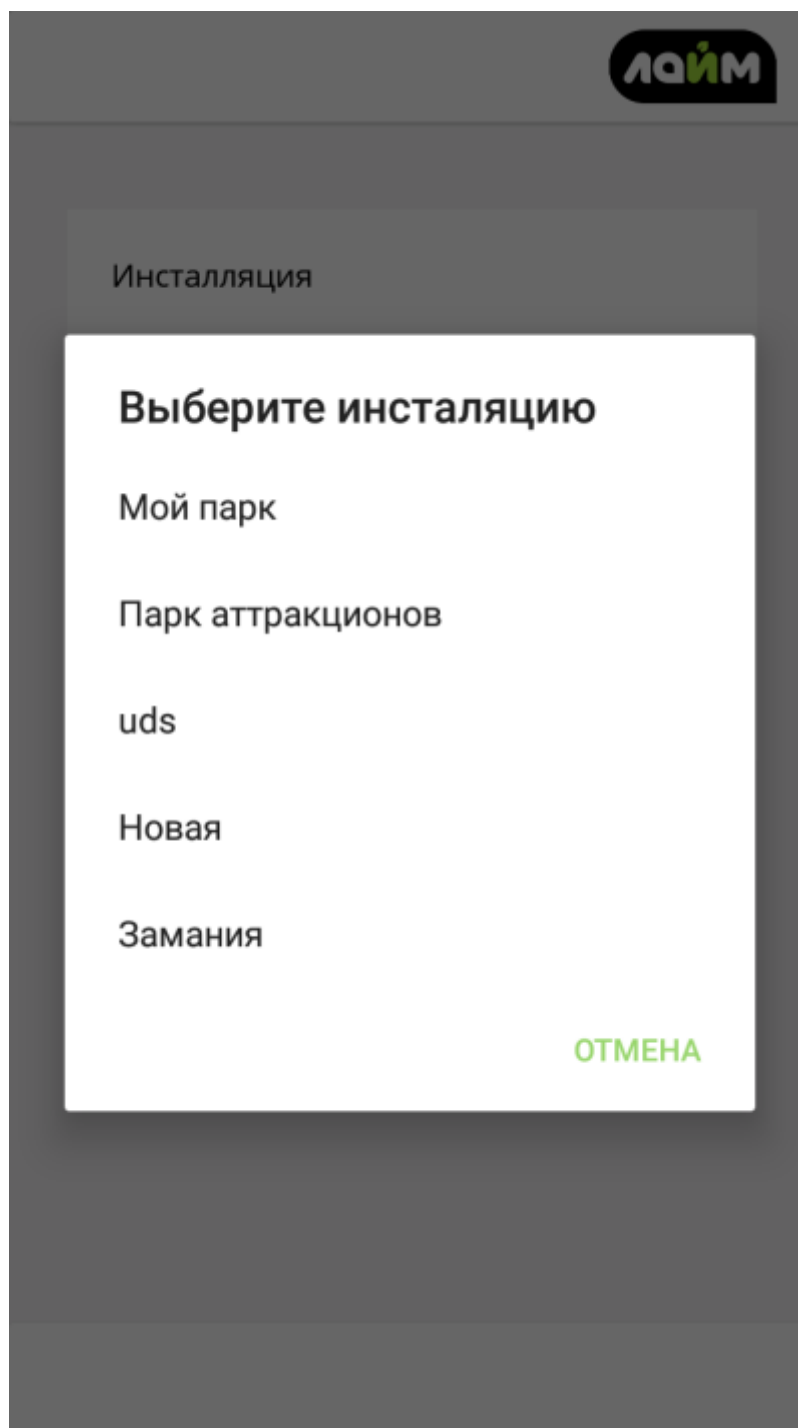 лайм
Инсталляция
Выберите инсталяцию
Мой парк
Парк аттракционов
uds
Новая
Замания
ОТМЕНА